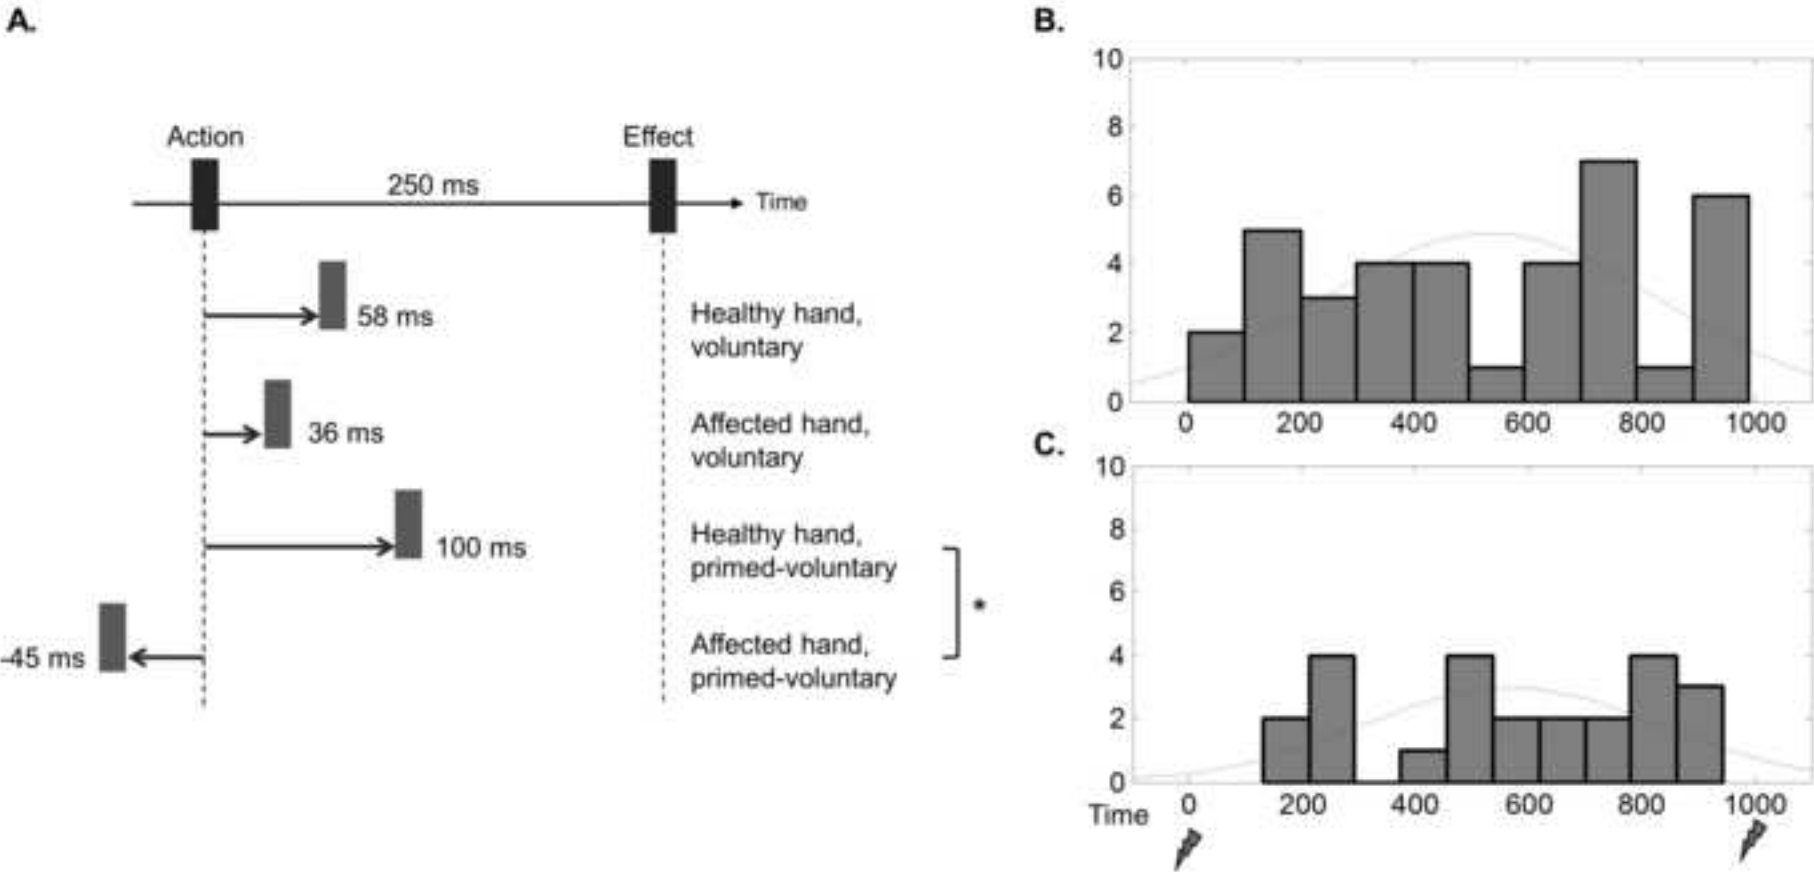 A.
Action
Effect
250 ms
Time
58 ms
Healthy hand,
voluntary
36 ms
Affected hand,
voluntary
100 ms
Healthy hand,
primed-voluntary
*
-45 ms
Affected hand,
primed-voluntary
B.
10
8
6
4
2
0
0 200 400 600 800 1000
C.
10
8
6
4
2
0
Time 0 200 400 600 800 1000